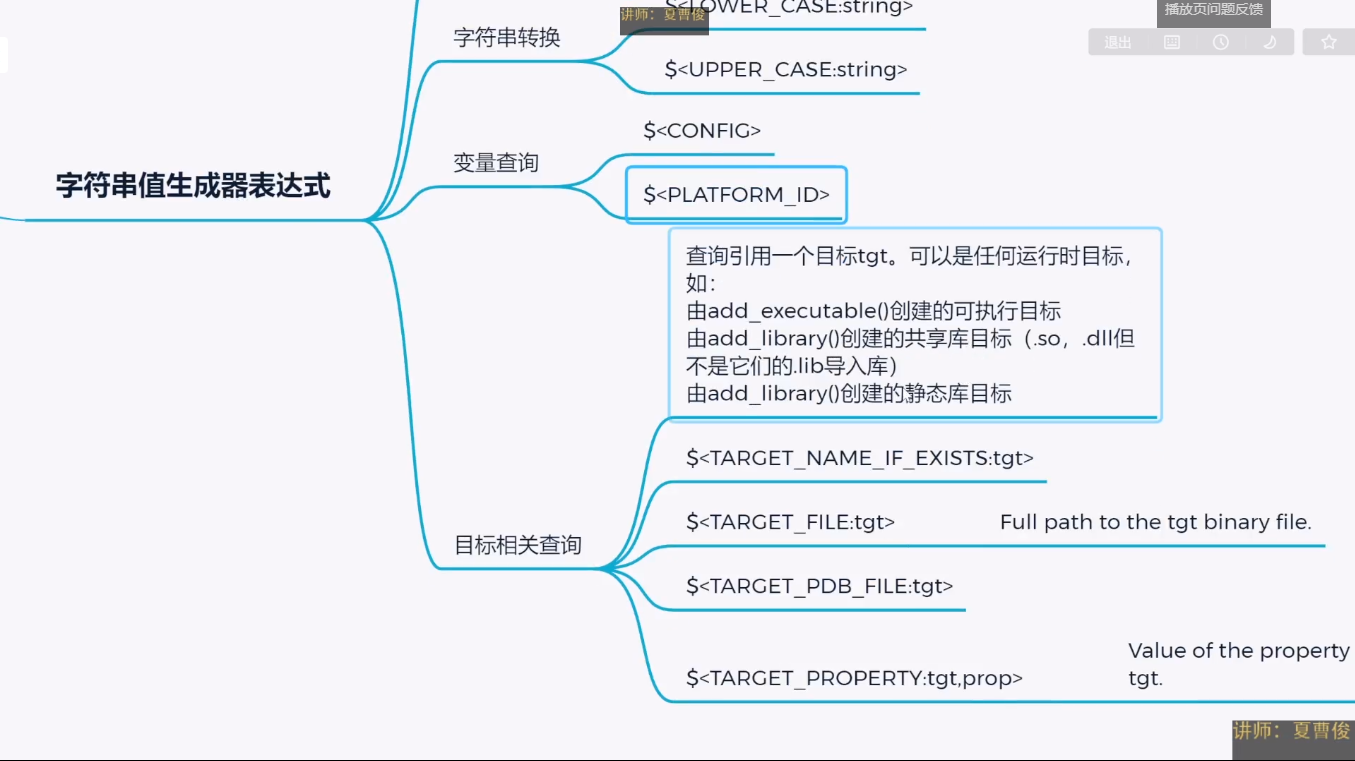 $<LOWER_CASE:string>
讲师：夏曹俊
播放页问题反馈
字符串转换
退出
$<UPPER_CASE:string>
$<CONFIG>
变量查询
字符串值生成器表达式
$<PLATFORM_ID>
查询引用一个目标tgt。可以是任何运行时目标，
如：
由add_executable()创建的可执行目标
由add_library()创建的共享库目标（.so，.dll但
不是它们的.lib导入库）
由add_library()创建的静态库目标
$<TARGET_NAME_IF_EXISTS:tgt>
$<TARGET_FILE:tgt> Full path to the tgt binary file.
目标相关查询
$<TARGET_PDB_FILE:tgt>
Value of the property
$<TARGET_PROPERTY:tgt,prop> tgt.
讲师：夏曹俊